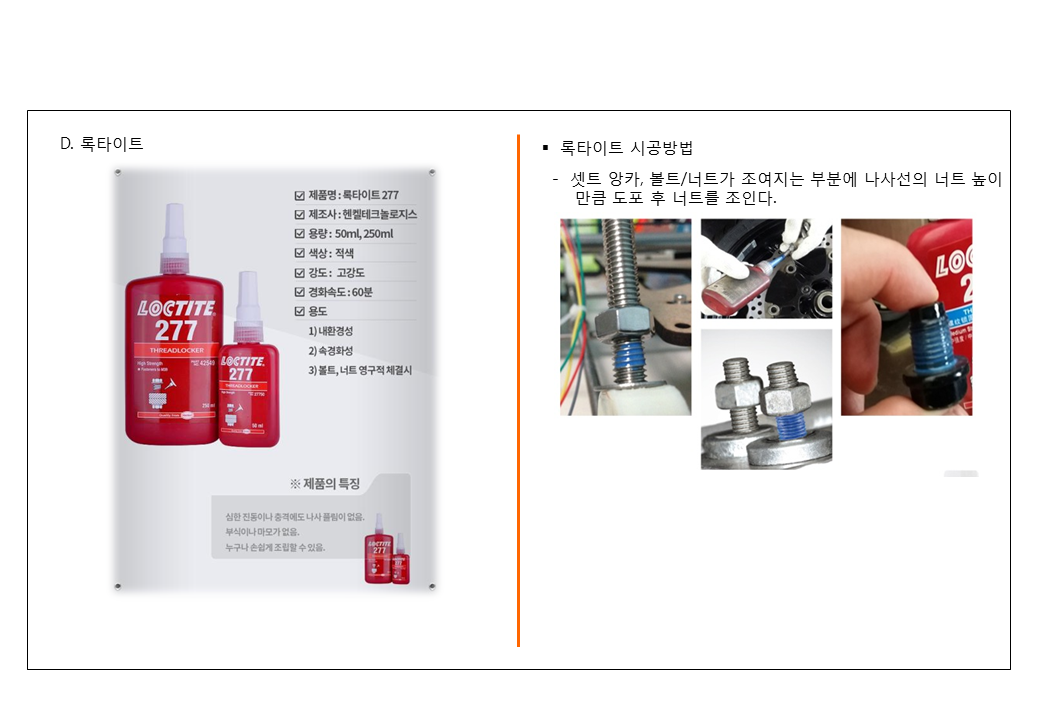 D. 록타이트
☑ 제품명 : 록타이트 277
☑ 제조사 : 헨켈테크놀로지스
☑ 용량 : 50ml, 250ml
☑ 색상 : 적색
☑ 강도 : 고강도
☑ 경화속도 : 60분
☑ 용도
1) 내환경성
2) 속경화성
3) 볼트, 너트 영구적 체결시
LOCTITE
277
THREADLOCKER
High Strength
LOCTITE
277
THREADLOCKER
50 ml
※ 제품의 특징
심한 진동이나 충격에도 나사 풀림이 없음.
부식이나 마모가 없음.
누구나 손쉽게 조립할 수 있음.
LOCTITE
277
277
▪ 록타이트 시공방법
- 셋트 앙카, 볼트/너트가 조여지는 부분에 나사선의 너트 높이
만큼 도포 후 너트를 조인다.